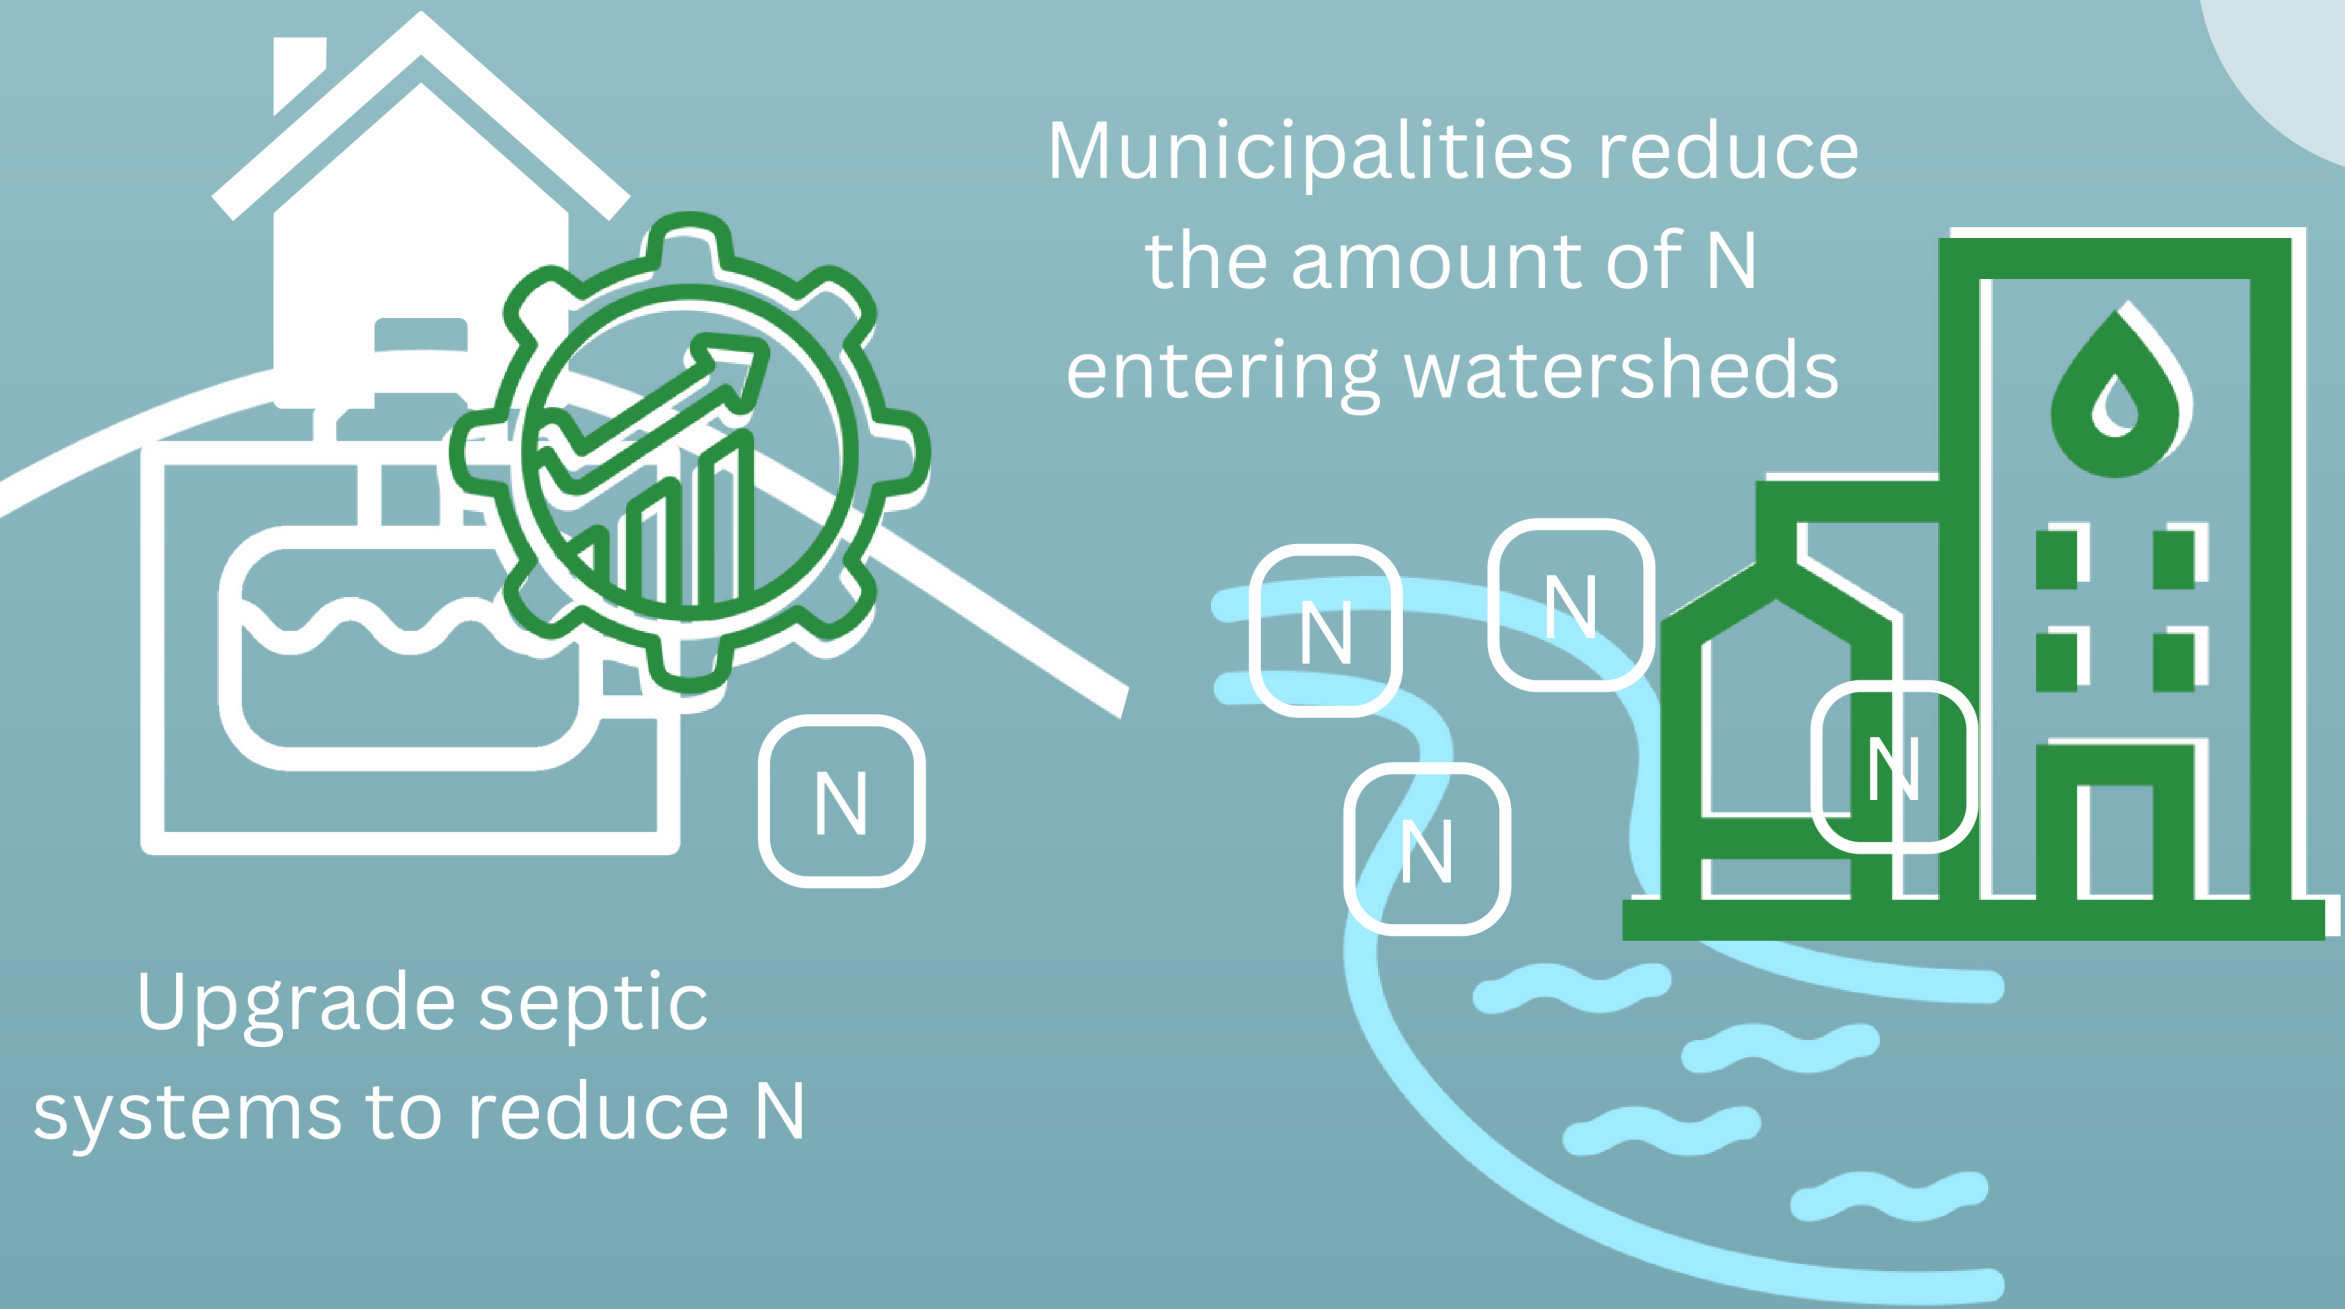 Municipalities reduce
the amount of N
entering watersheds
N
N
N
N
N
Upgrade septic
systems to reduce N